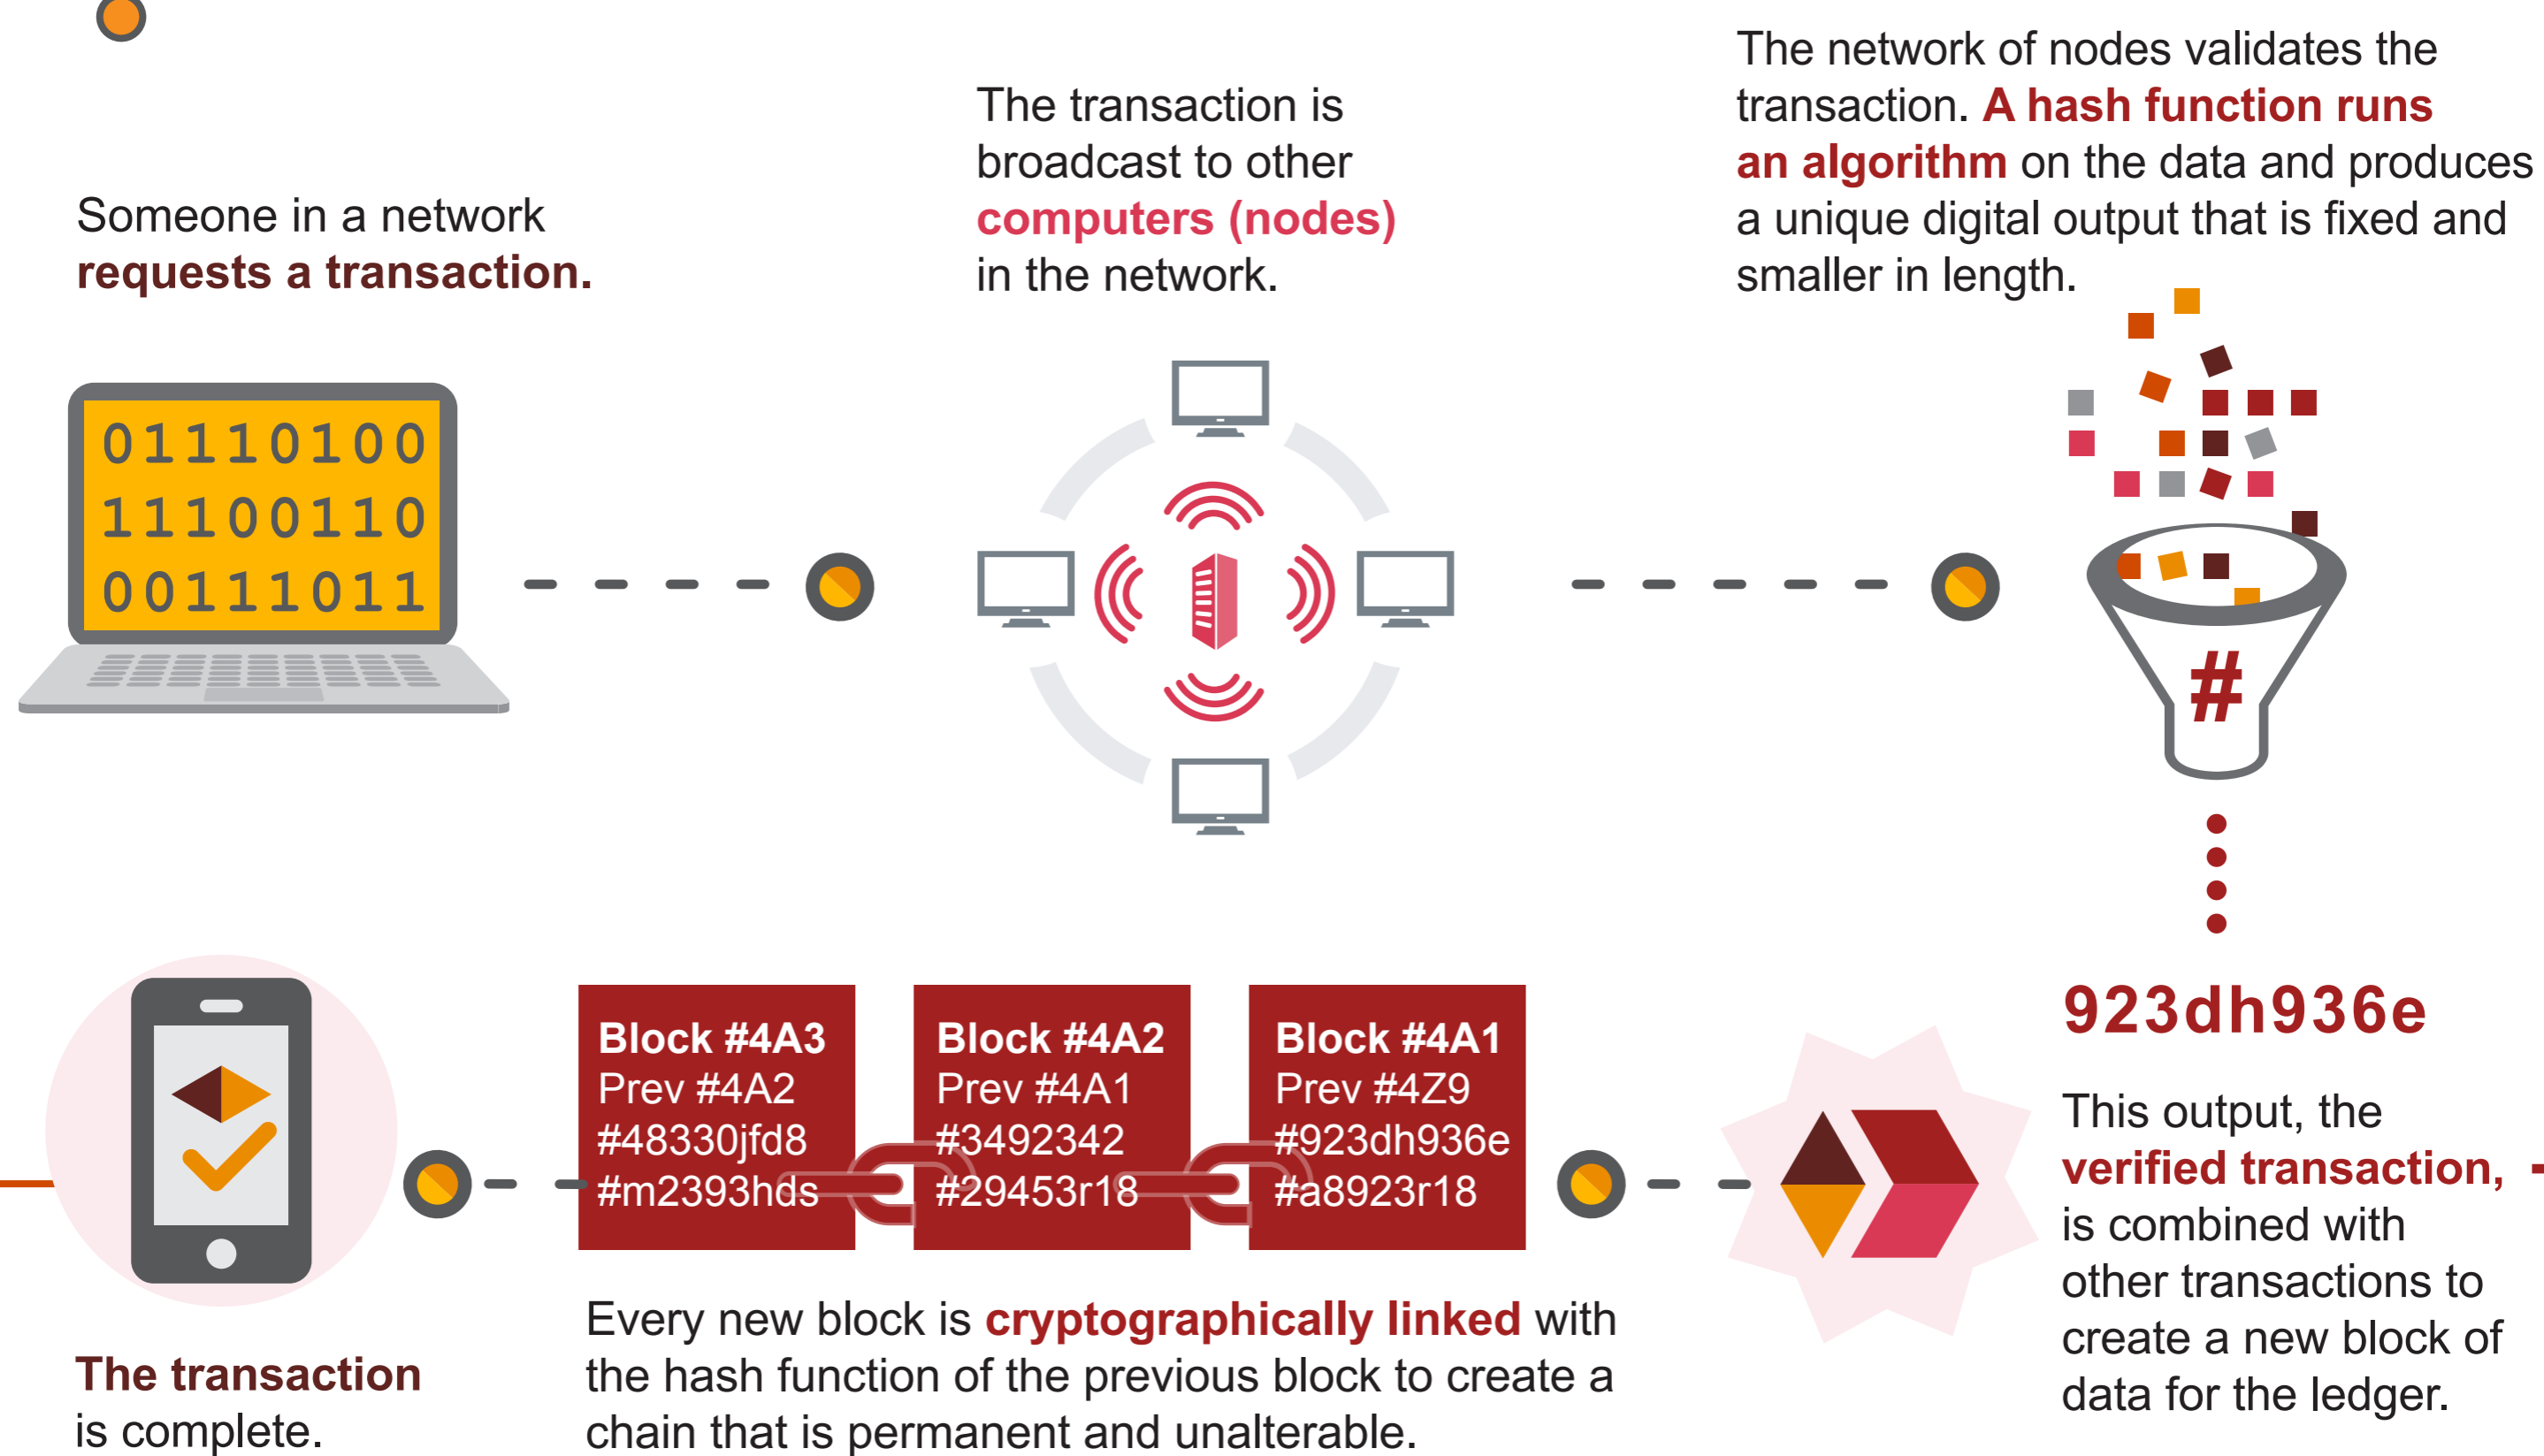 Someone in a network
requests a transaction.
01110100
11100110
00111011
The transaction is
broadcast to other
computers (nodes)
in the network.
The network of nodes validates the
transaction. A hash function runs
an algorithm on the data and produces
a unique digital output that is fixed and
smaller in length.
#
923dh936e
This output, the
verified transaction,
is combined with
other transactions to
create a new block of
data for the ledger.
Block #4A1
Prev #4Z9
#923dh936e
#a8923r18
Block #4A2
Prev #4A1
#3492342
#29453r18
Block #4A3
Prev #4A2
#48330jfd8
#m2393hds
Every new block is cryptographically linked with
the hash function of the previous block to create a
chain that is permanent and unalterable.
The transaction
is complete.